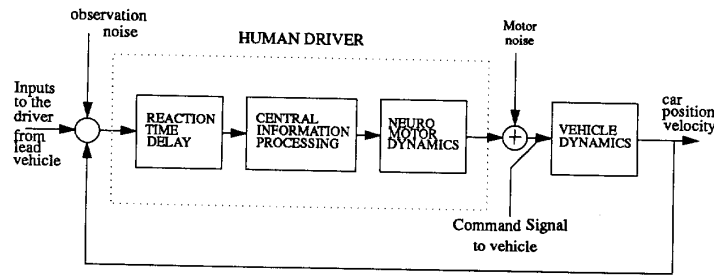 observation
noise
HUMAN DRIVER
Motor
noise
Inputs
to the
driver
from
lead
vehicle
REACTION
TIME
DELAY
CENTRAL
INFORMATION
PROCESSING
NEURO
MOTOR
DYNAMICS
+
VEHICLE
DYNAMICS
car
position
velocity
Command Signal
to vehicle